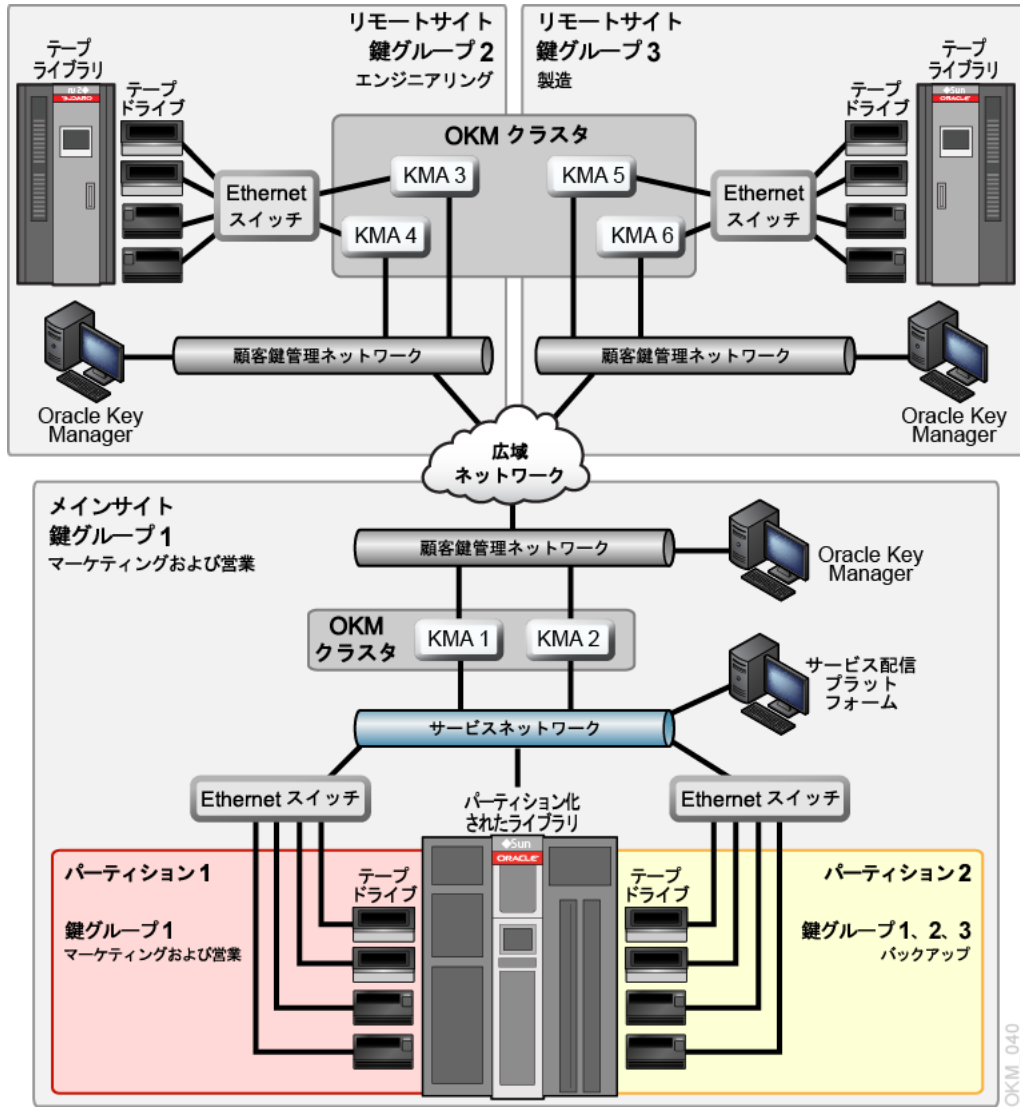 リモートサイト
鍵グループ 2
エンジニアリング
リモートサイト
鍵グループ 3
製造
テープ
ライブラリ
テープ
ドライブ
Ethernet
スイッチ
OKM クラスタ
KMA 3
KMA 4
KMA 5
KMA 6
Ethernet
スイッチ
テープ
ドライブ
テープ
ライブラリ
Sun
ORACLE
顧客鍵管理ネットワーク
Oracle Key
Manager
顧客鍵管理ネットワーク
Oracle Key
Manager
広域
ネットワーク
メインサイト
鍵グループ 1
マーケティングおよび営業
顧客鍵管理ネットワーク
Oracle Key
Manager
OKM
クラスタ
KMA 1
KMA 2
サービス配信
プラット
フォーム
サービスネットワーク
Ethernet スイッチ
パーティション化
されたライブラリ
Ethernet スイッチ
Sun
ORACLE
パーティション 1
鍵グループ 1
マーケティングおよび営業
テープ
ドライブ
テープ
ドライブ
パーティション 2
鍵グループ 1、2、3
バックアップ
OKM_040